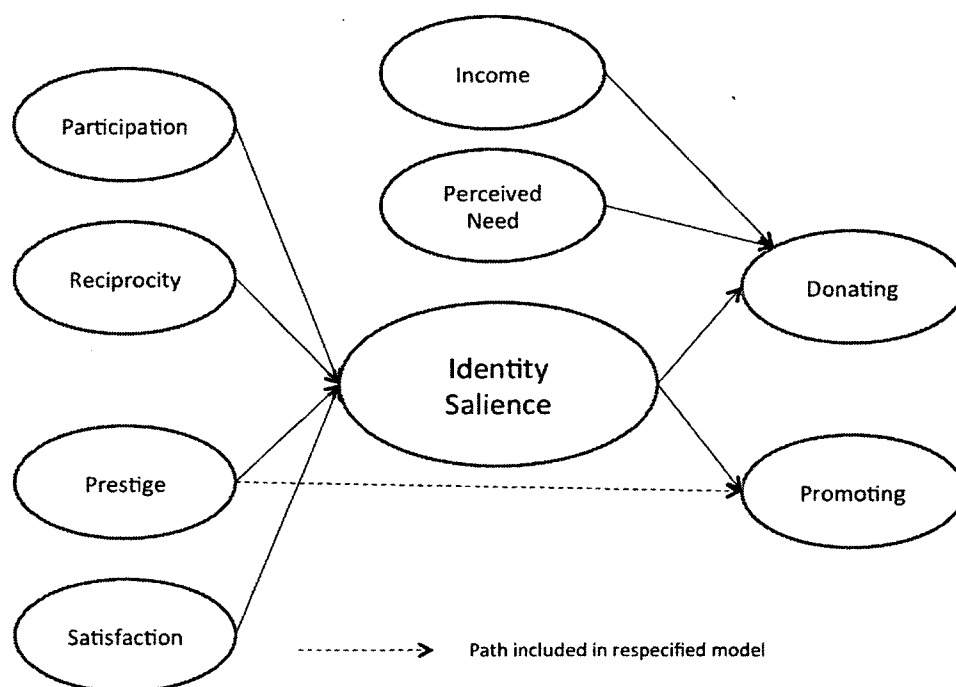 Income
Participation
Perceived
Need
Reciprocity
Donating
Identity
Salience
Prestige
Promoting
Satisfaction
Path included in respecified model